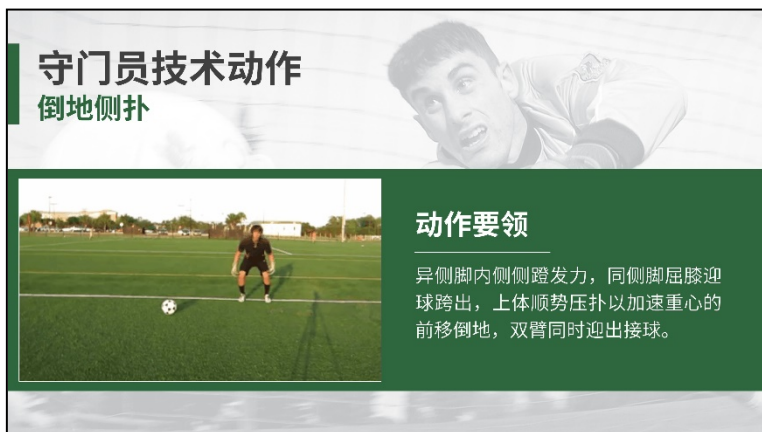 守门员技术动作
倒地侧扑
动作要领
异侧脚内侧侧蹬发力，同侧脚屈膝迎
球跨出，上体顺势压扑以加速重心的
前移倒地，双臂同时迎出接球。